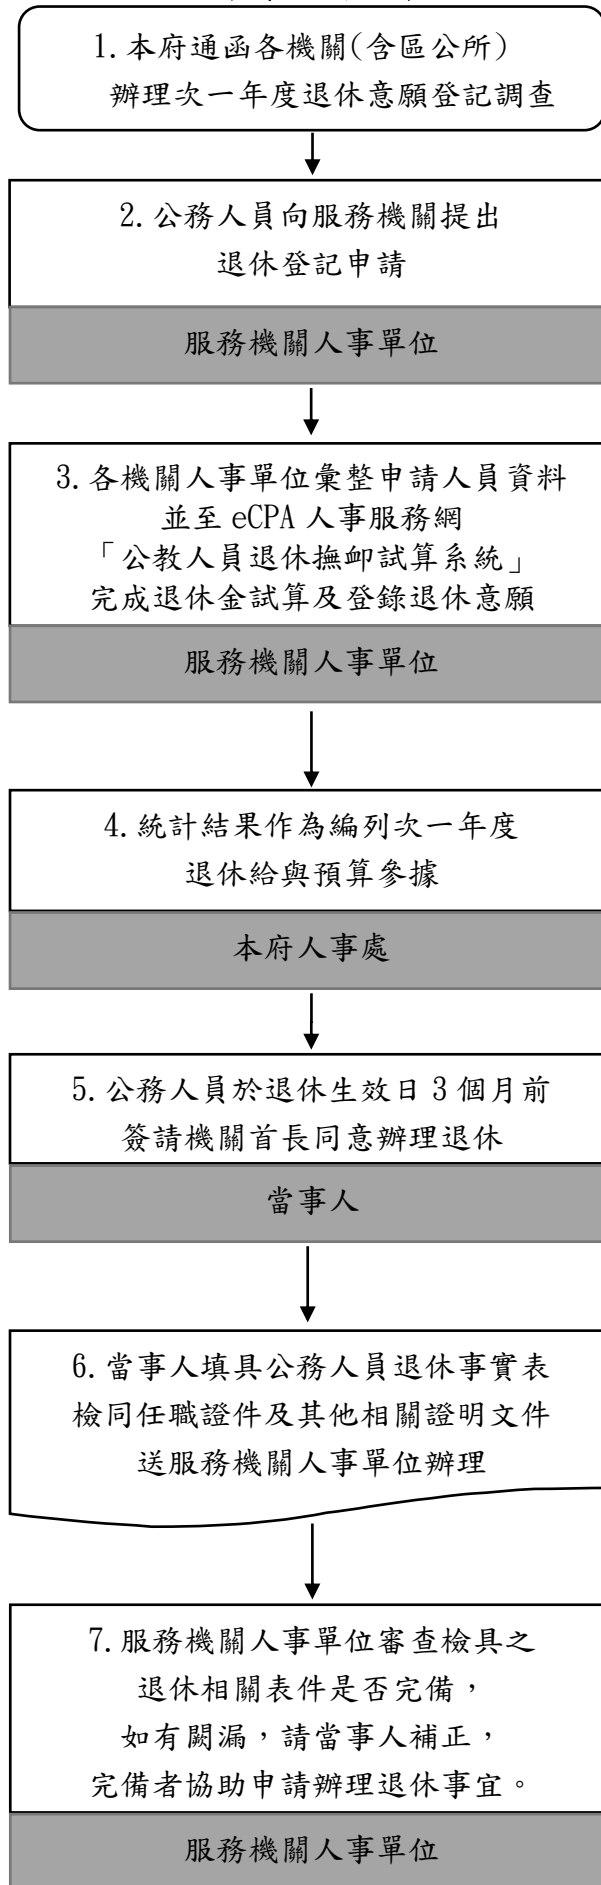 1.本府通函各機關(含區公所)
辦理次一年度退休意願登記調查
2.公務人員向服務機關提出
退休登記申請
服務機關人事單位
3.各機關人事單位彙整申請人員資料
並至 eCPA 人事服務網
「公教人員退休撫卹試算系統」
完成退休金試算及登錄退休意願
服務機關人事單位
4.統計結果作為編列次一年度
退休給與預算參據
本府人事處
5.公務人員於退休生效日 3 個月前
簽請機關首長同意辦理退休
當事人
6.當事人填具公務人員退休事實表
檢同任職證件及其他相關證明文件
送服務機關人事單位辦理
7.服務機關人事單位審查檢具之
退休相關表件是否完備，
如有闕漏，請當事人補正，
完備者協助申請辦理退休事宜。
服務機關人事單位